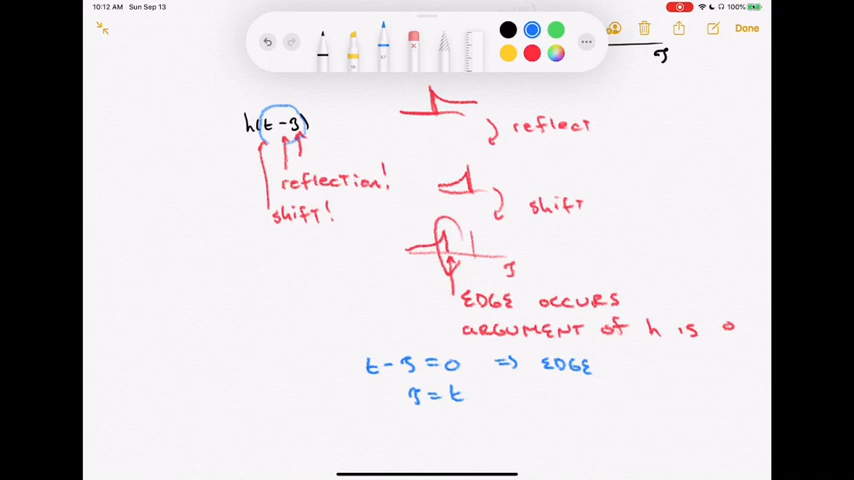 10:12 AM Sun Sep 13
100%
Done
τ
h(t-τ)
reflect
reflection!
shift!
shift
τ
EDGE OCCURS
ARGUMENT OF h IS 0
t-τ=0 => EDGE
τ=t